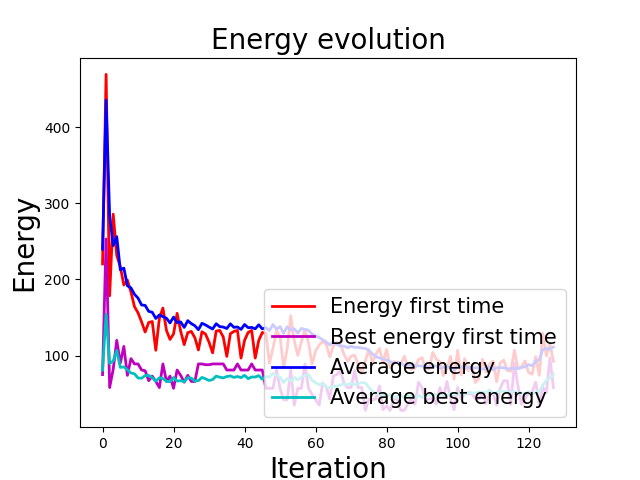 Energy evolution
Energy
400
300
200
100
Energy first time
Best energy first time
Average energy
Average best energy
0 20 40 60 80 100 120
Iteration